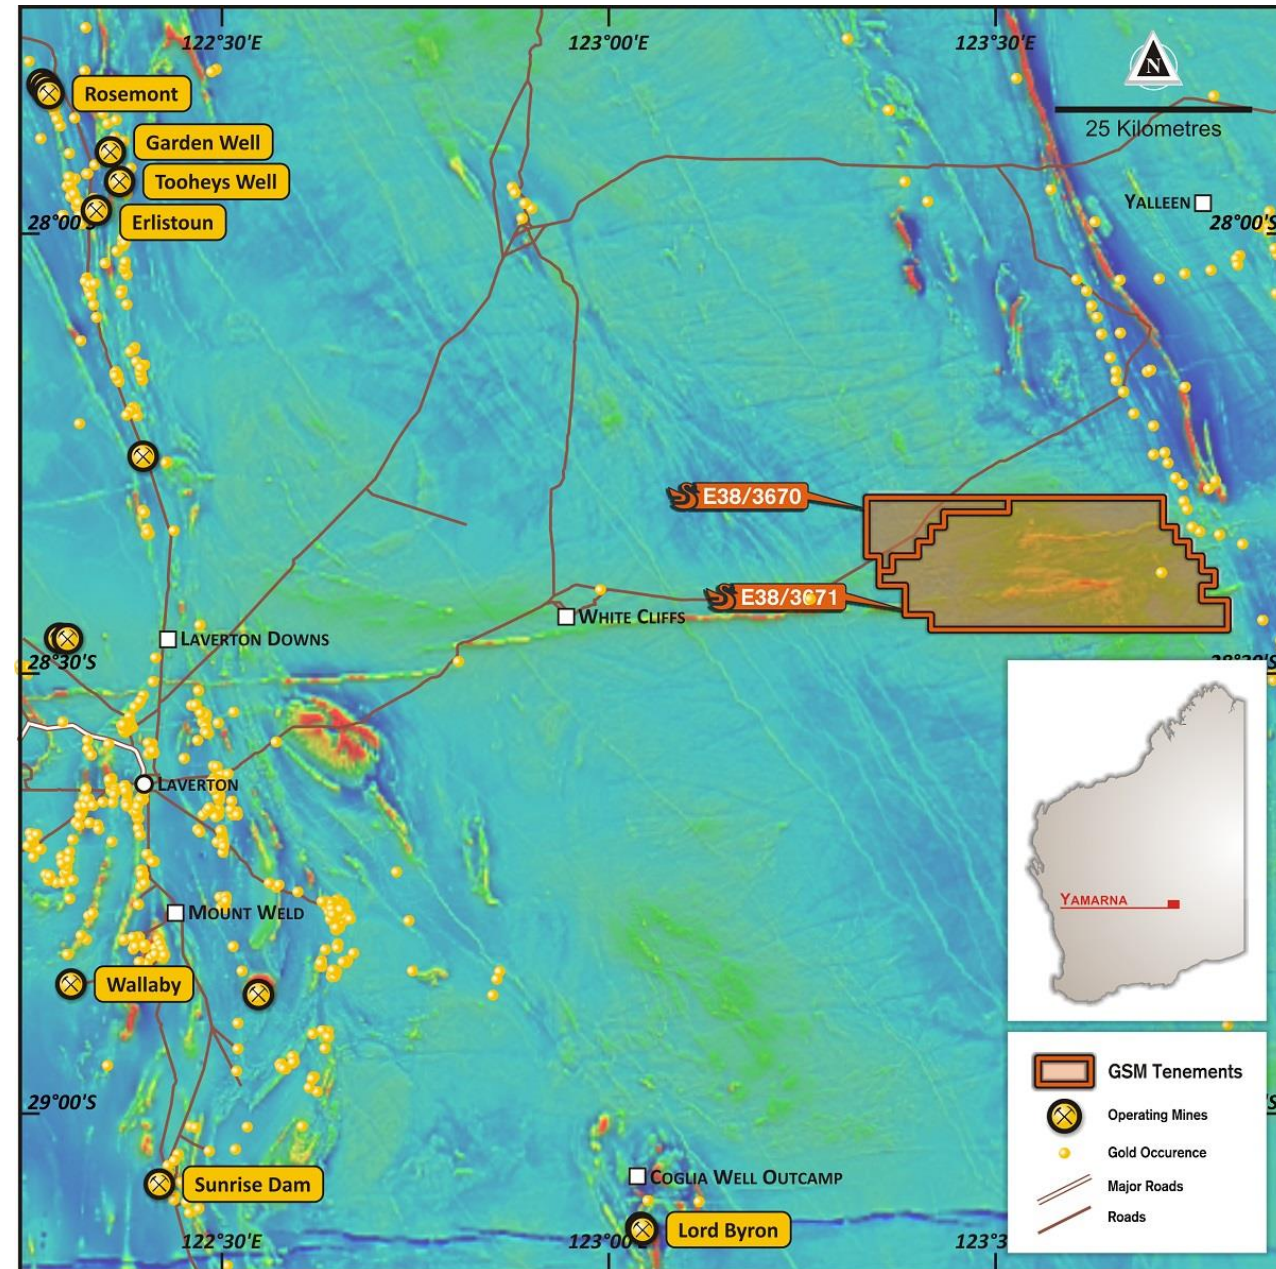 122°30'E
123°00'E
123°30'E
N
25 Kilometres
Rosemont
Garden Well
Tooheys Well
Erlistoun
28°00'S
YALLEEN
28°00'S
E38/3670
E38/3671
WHITE CLIFFS
LAVERTON DOWNS
28°30'S
LAVERTON
MOUNT WELD
Wallaby
YAMARNA
GSM Tenements
Operating Mines
Gold Occurence
Major Roads
Roads
29°00'S
COGLIA WELL OUTCAMP
Sunrise Dam
Lord Byron
122°30'E
123°00'E